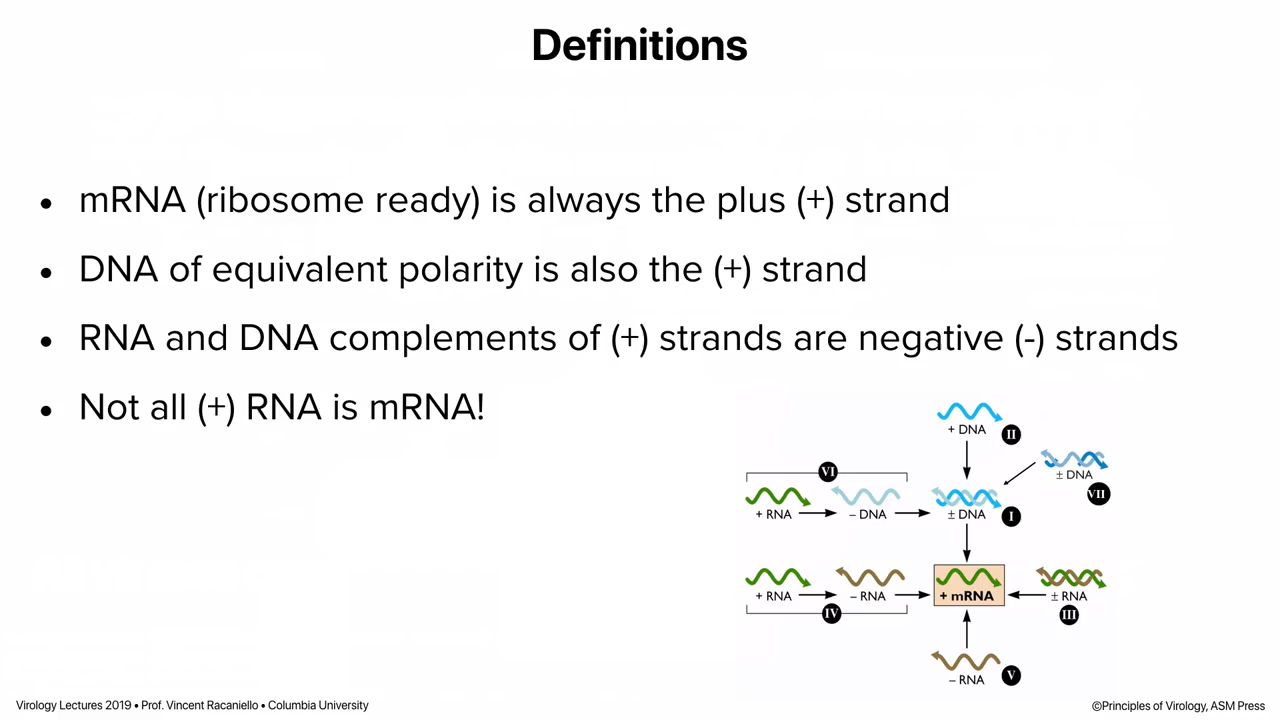 Definitions
• mRNA (ribosome ready) is always the plus (+) strand
• DNA of equivalent polarity is also the (+) strand
• RNA and DNA complements of (+) strands are negative (-) strands
• Not all (+) RNA is mRNA!
+ DNA
II
± DNA
VII
VI
+ RNA
– DNA
± DNA
I
+ RNA
– RNA
IV
+ mRNA
± RNA
III
– RNA
V
Virology Lectures 2019 • Prof. Vincent Racaniello • Columbia University
©Principles of Virology, ASM Press